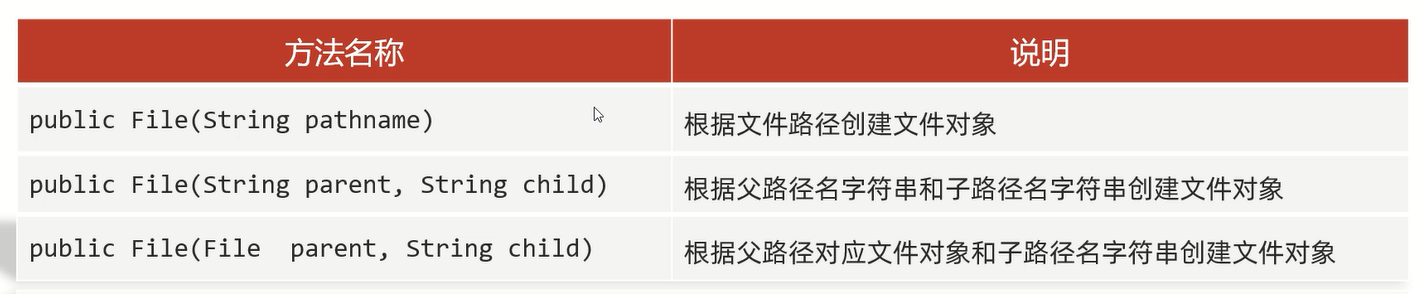 方法名称 说明
public File(String pathname) 根据文件路径创建文件对象
public File(String parent, String child) 根据父路径名字符串和子路径名字符串创建文件对象
public File(File  parent, String child) 根据父路径对应文件对象和子路径名字符串创建文件对象